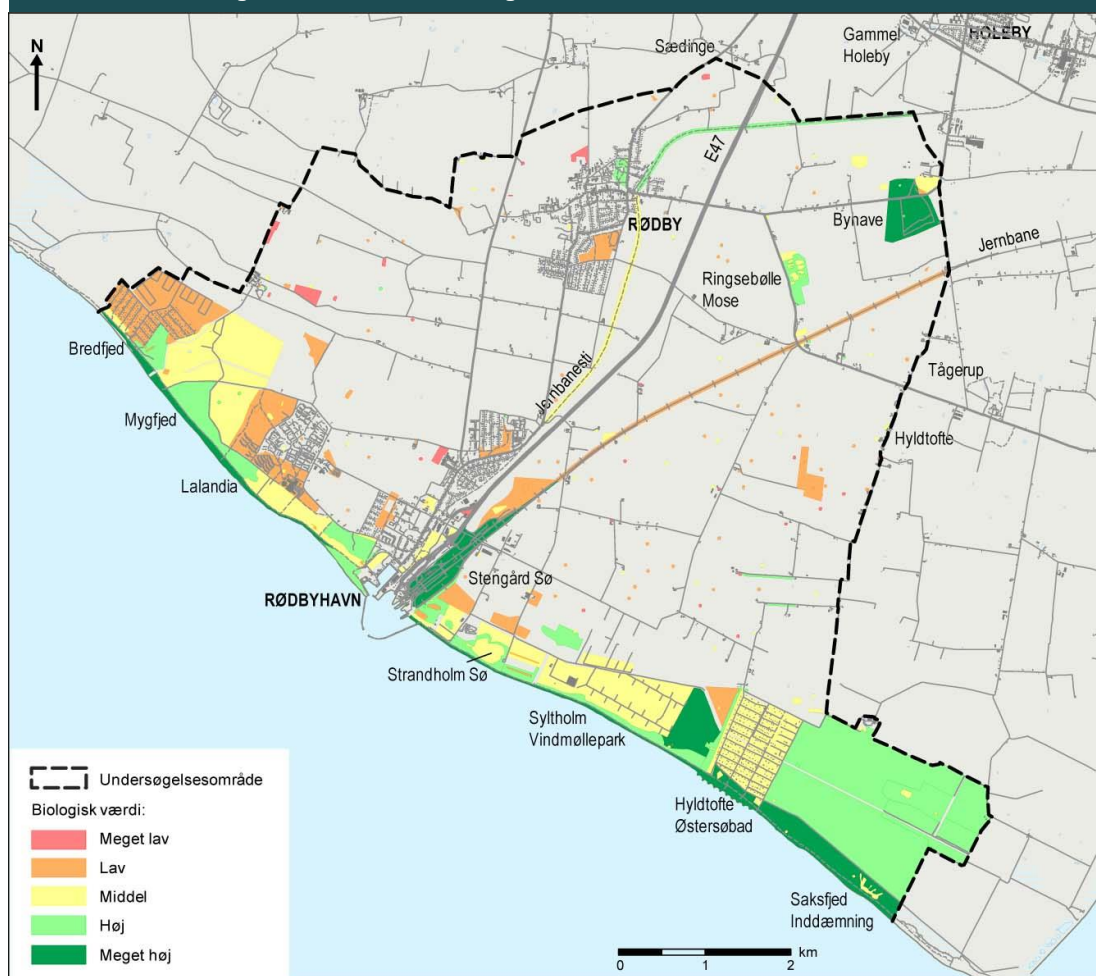 N
Sædinge
Gammel
Holeby
HOLEBY
E47
RØDBY
Bynave
Jernbane
Ringsebølle
Mose
Bredfjed
Jernbanesti
Tågerup
Mygfjed
Hyldtofte
Lalandia
Stengård Sø
RØDBYHAVN
Strandholm Sø
Syltholm
Vindmøllepark
Hyldtofte
Østersøbad
Saksfjed
Inddæmning
Undersøgelsesområde
Biologisk værdi:
Meget lav
Lav
Middel
Høj
Meget høj
km
0 1 2